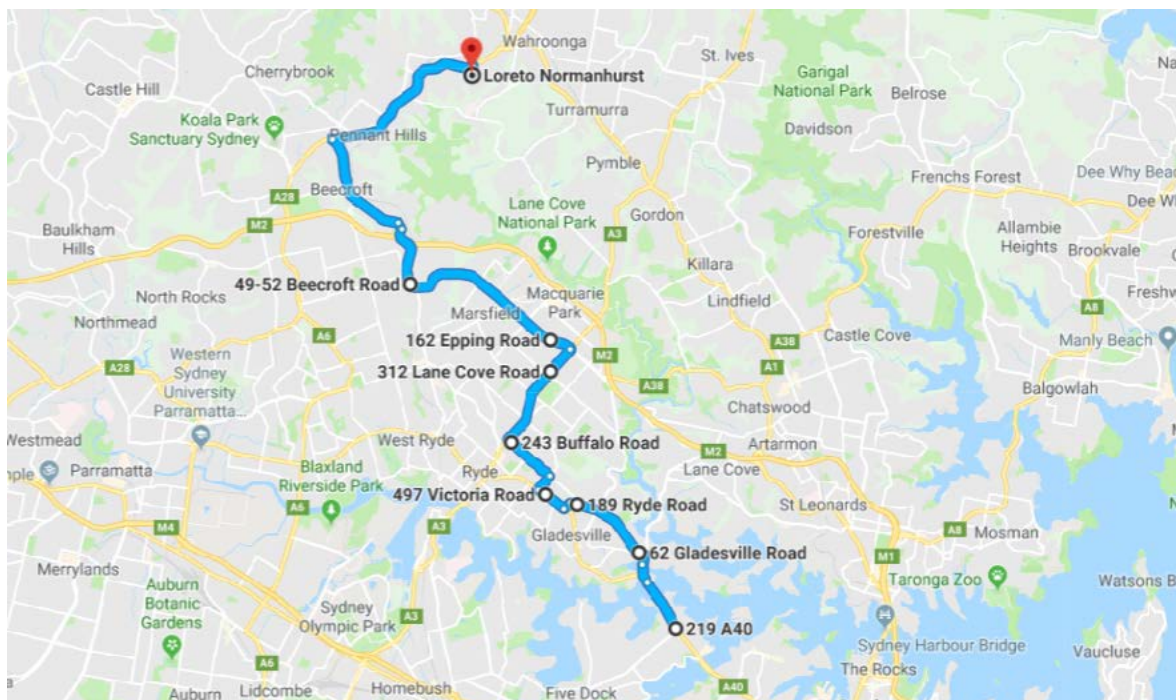 Wahroonga
St. Ives
Cherrybrook
Loreto Normanhurst
Garigal
National Park
Belrose
Castle Hill
Turramurra
Koala Park
Sanctuary Sydney
Pennant Hills
Davidson
Pymble
Dee Why Beac
Frenchs Forest
Dee Wh
Beecroft
A28
Lane Cove
National Park
Gordon
Allambie
Heights
M2
A3
Forestville
Baulkham
Hills
Brookvale
Killara
49-52 Beecroft Road
Freshw
North Rocks
Macquarie
Park
Lindfield
A8
Marsfield
Northmead
A6
Castle Cove
162 Epping Road
A38
Manly Beach
Western
Sydney
University
Parramatta...
M2
A28
312 Lane Cove Road
A1
A38
Balgowlah
Chatswood
West Ryde
243 Buffalo Road
Westmead
Artarmon
M2
Parramatta
Ryde
Lane Cove
Blaxland
Riverside Park
497 Victoria Road
189 Ryde Road
St Leonards
A6
M4
A3
Gladesville
A8
Mosman
62 Gladesville Road
M1
Merrylands
Taronga Zoo
Watsons B
Auburn
Botanic
Gardens
Sydney
Olympic Park
219 A40
Sydney Harbour Bridge
Vaucluse
A6
The Rocks
Auburn
Lidcombe
Homebush
Five Dock
A40